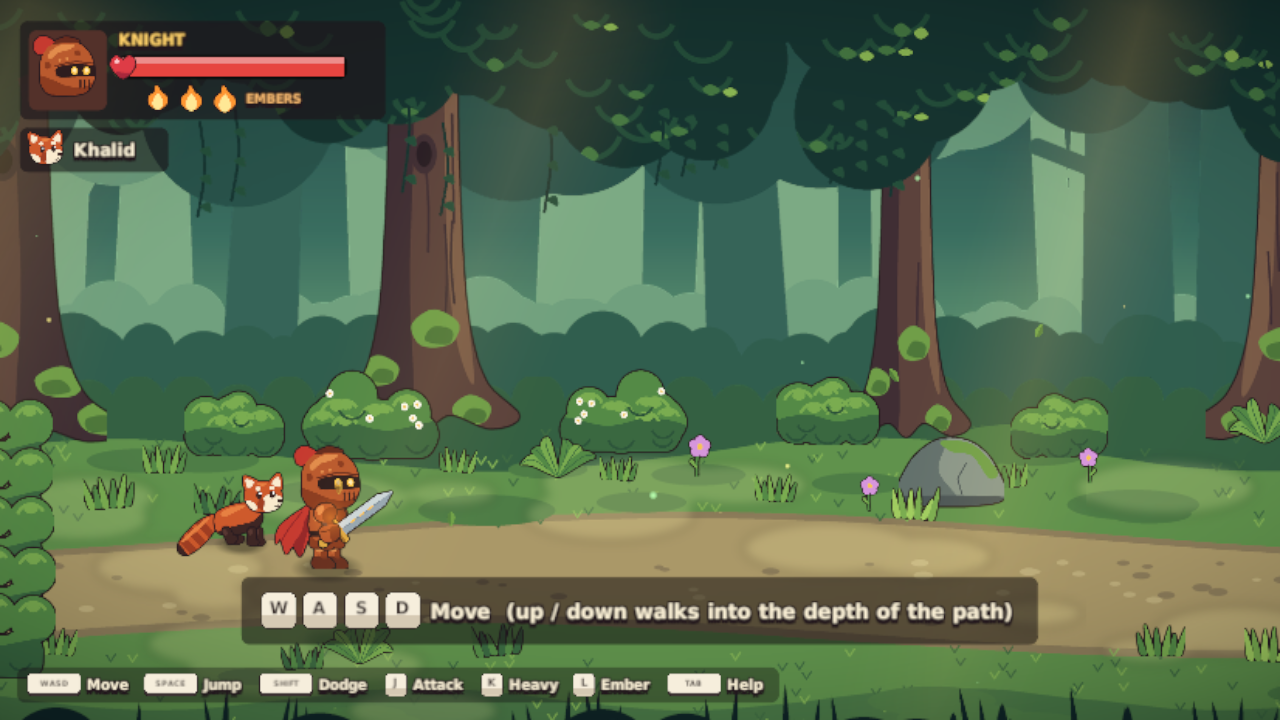 KNIGHT
EMBERS
Khalid
W A S D Move (up / down walks into the depth of the path)
WASD Move SPACE Jump SHIFT Dodge J Attack K Heavy L Ember TAB Help